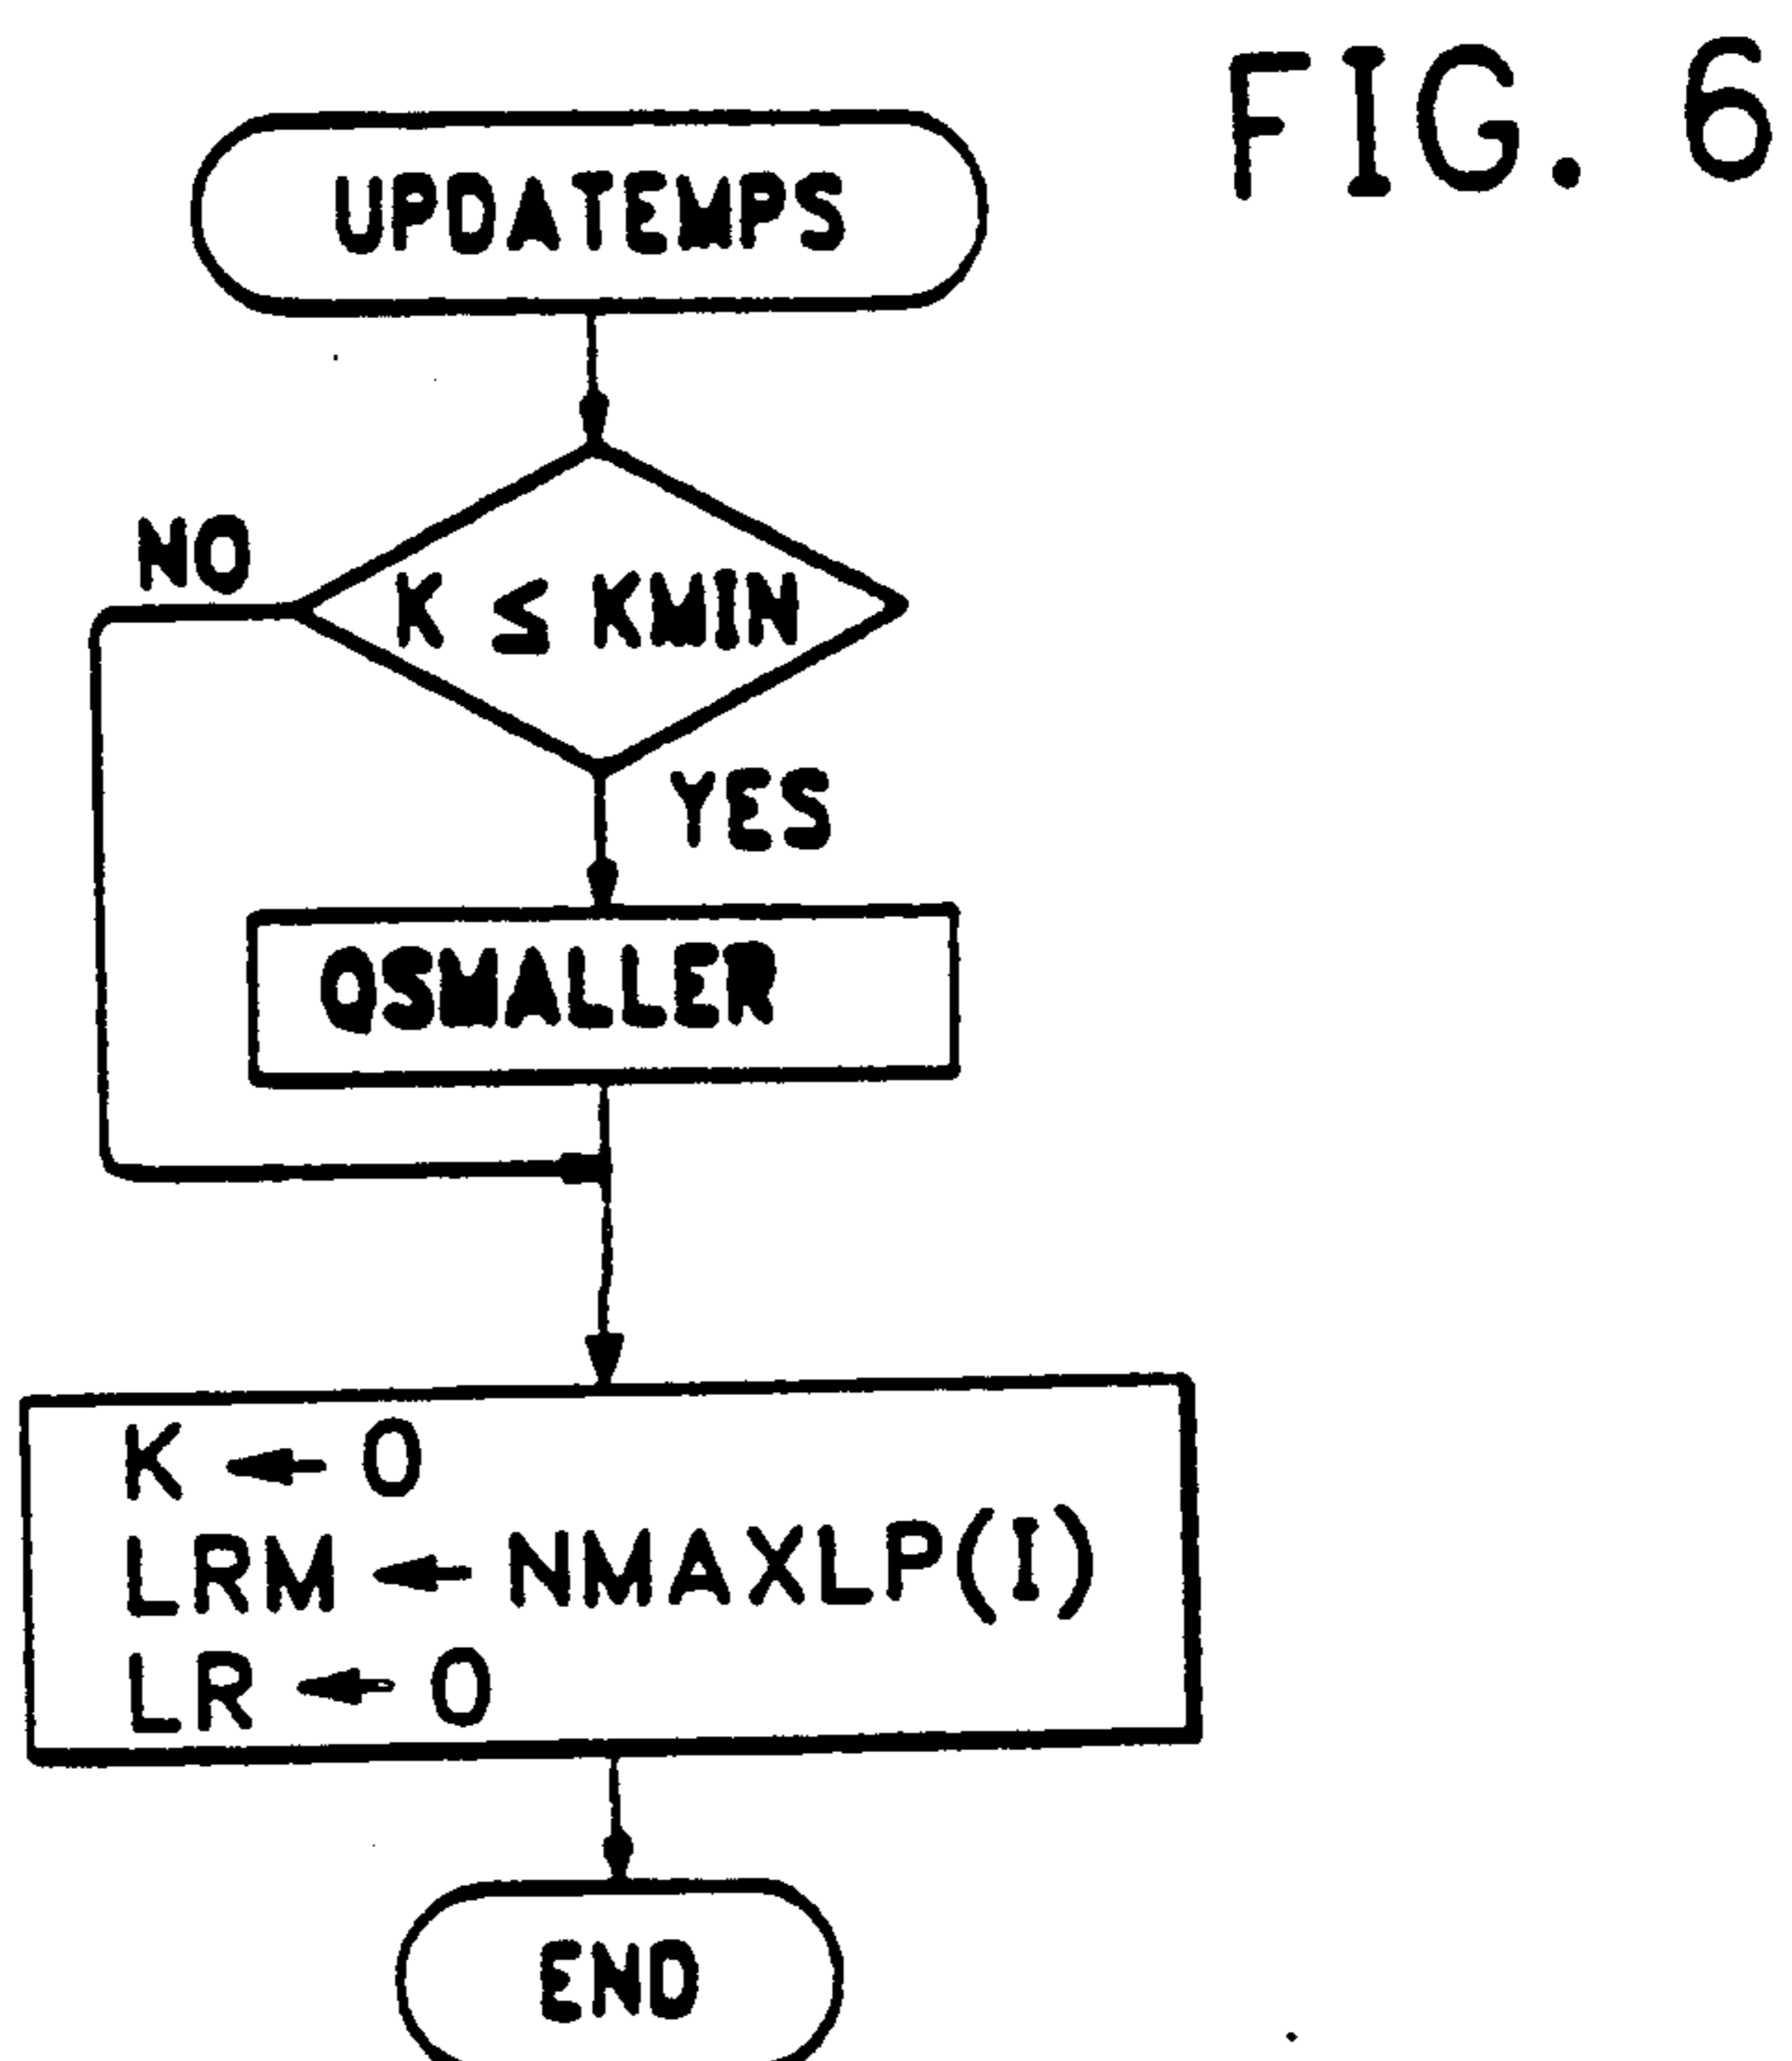 FIG. 6
UPDATEMPS
NO
K ≤ KMIN
YES
QSMALLER
K ← 0
LRM ← NMAXLP(I)
LR ← 0
END